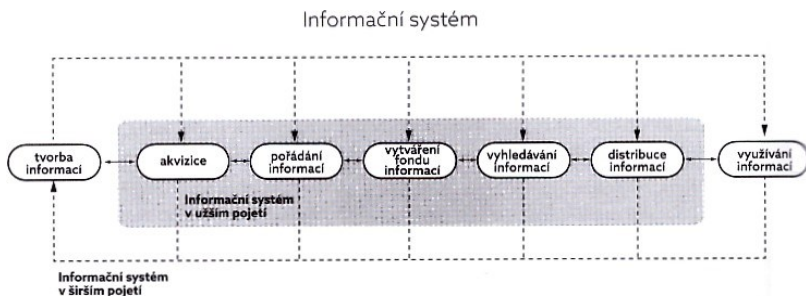 Informační systém
tvorba
informací
akvizice
pořádání
informací
vytváření
fondu
informací
vyhledávání
informací
distribuce
informací
využívání
informací
Informační systém
v užším pojetí
Informační systém
v širším pojetí